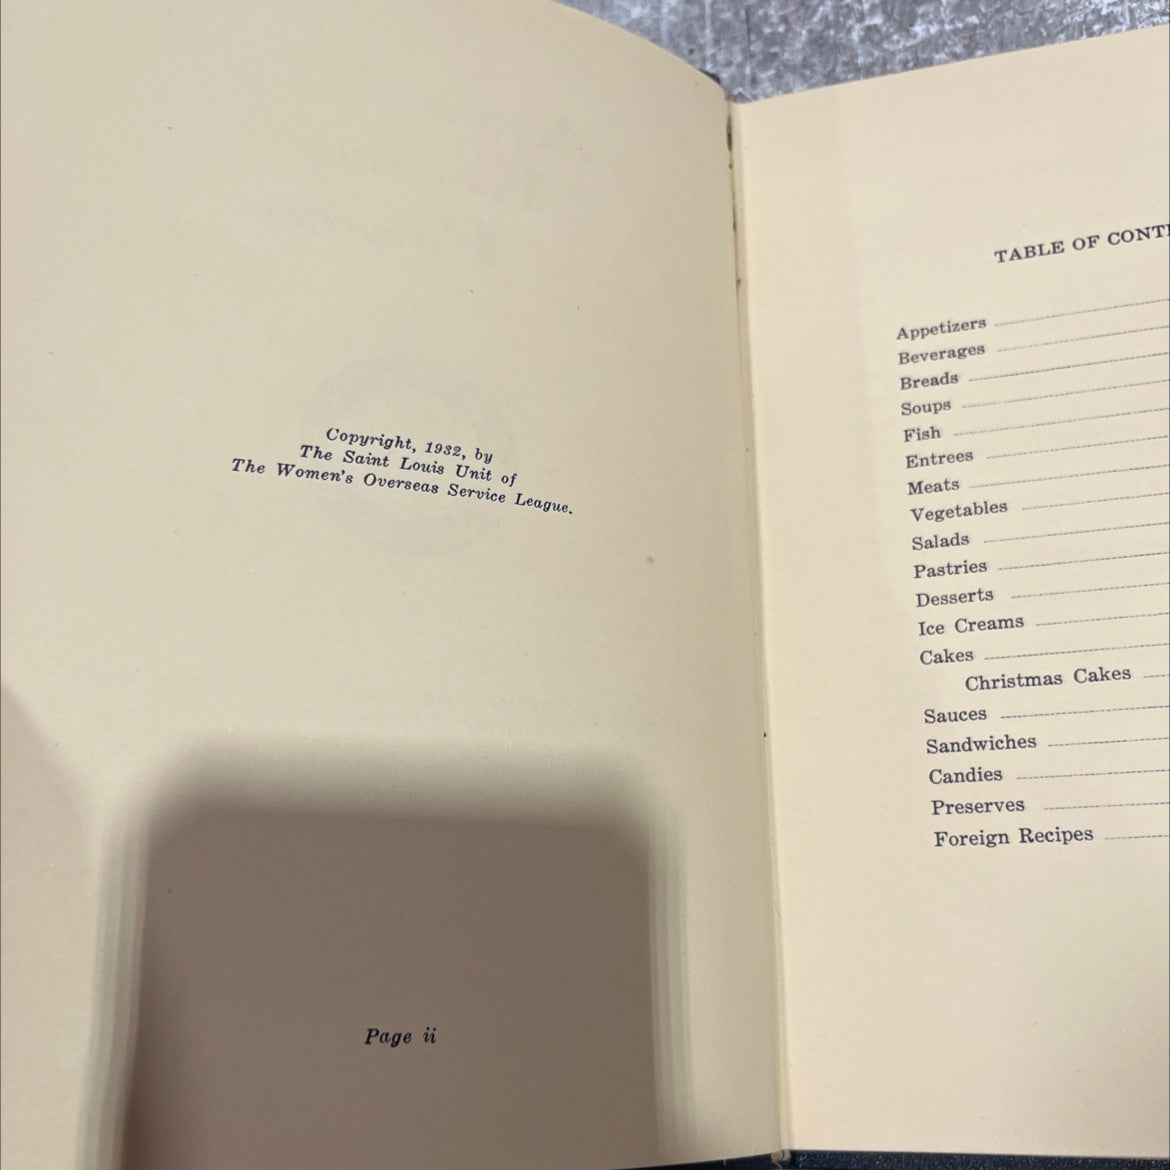 Copyright, 1932, by
The Saint Louis Unit of
The Women's Overseas Service League.
Page ii
TABLE OF CONTE
Appetizers
Beverages
Breads
Soups
Fish
Entrees
Meats
Vegetables
Salads
Pastries
Desserts
Ice Creams
Cakes
Christmas Cakes
Sauces
Sandwiches
Candies
Preserves
Foreign Recipes